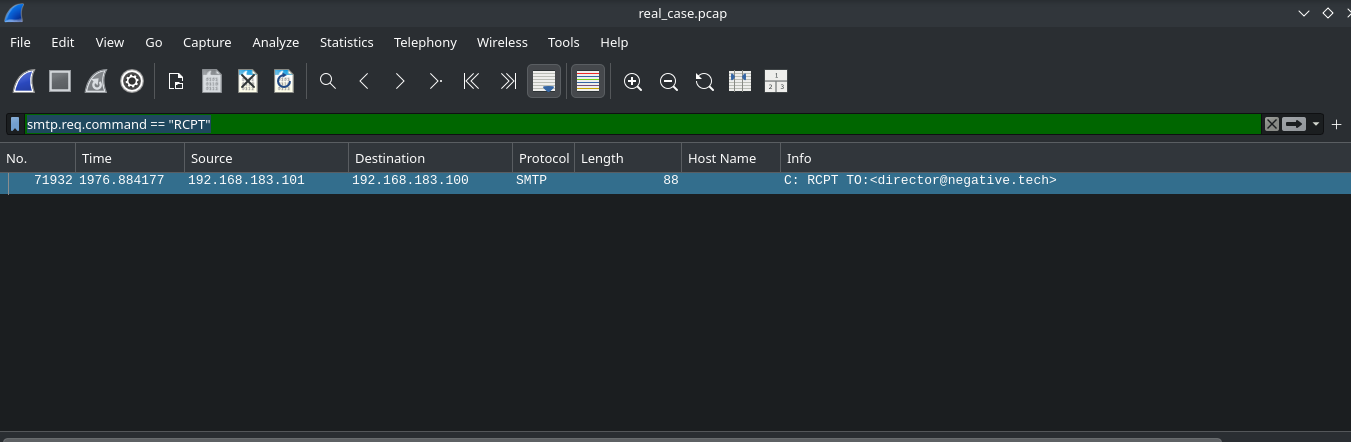 real_case.pcap
File Edit View Go Capture Analyze Statistics Telephony Wireless Tools Help
smtp.req.command == "RCPT"
No. Time Source Destination Protocol Length Host Name Info
71932 1976.884177 192.168.183.101 192.168.183.100 SMTP 88 C: RCPT TO:<director@negative.tech>